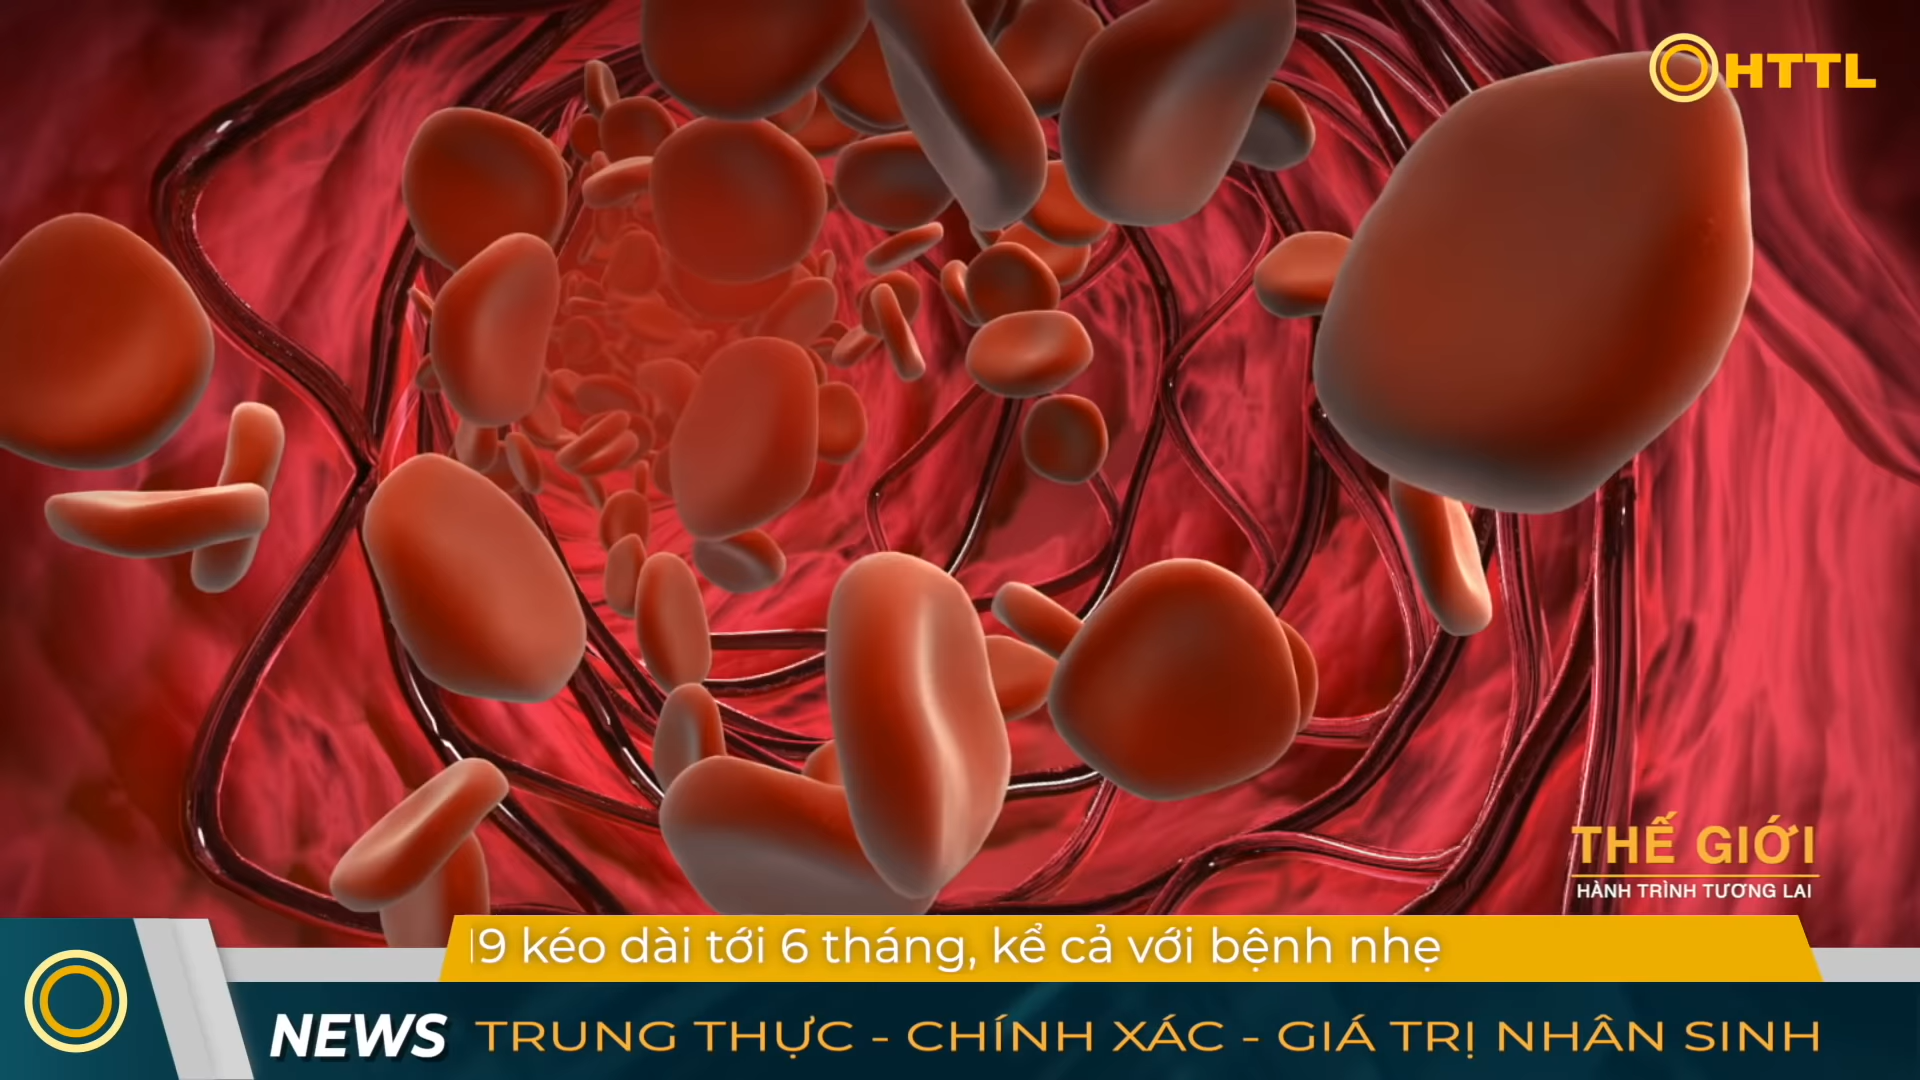 HTTL
THẾ GIỚI
HÀNH TRÌNH TƯƠNG LAI
19 kéo dài tới 6 tháng, kể cả với bệnh nhẹ
NEWS TRUNG THỰC - CHÍNH XÁC - GIÁ TRỊ NHÂN SINH